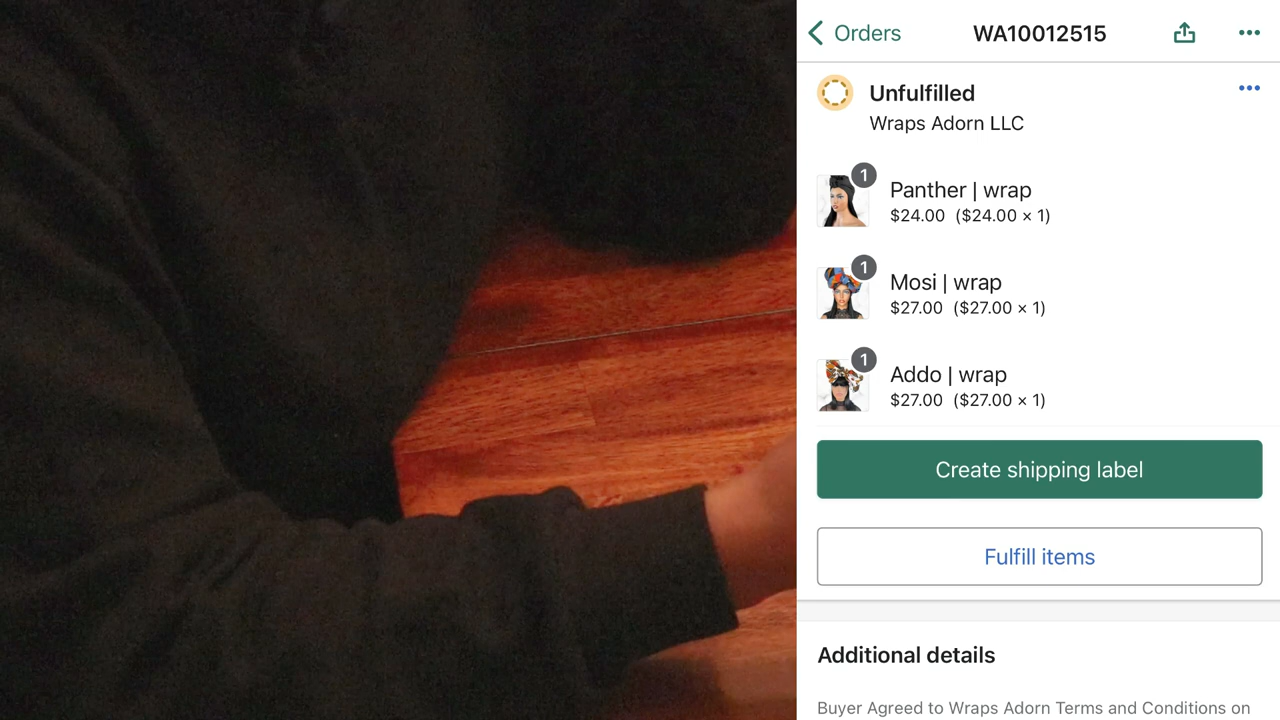 Orders
WA10012515
Unfulfilled
Wraps Adorn LLC
1
Panther | wrap
$24.00 ($24.00 × 1)
1
Mosi | wrap
$27.00 ($27.00 × 1)
1
Addo | wrap
$27.00 ($27.00 × 1)
Create shipping label
Fulfill items
Additional details
Buyer Agreed to Wraps Adorn Terms and Conditions on